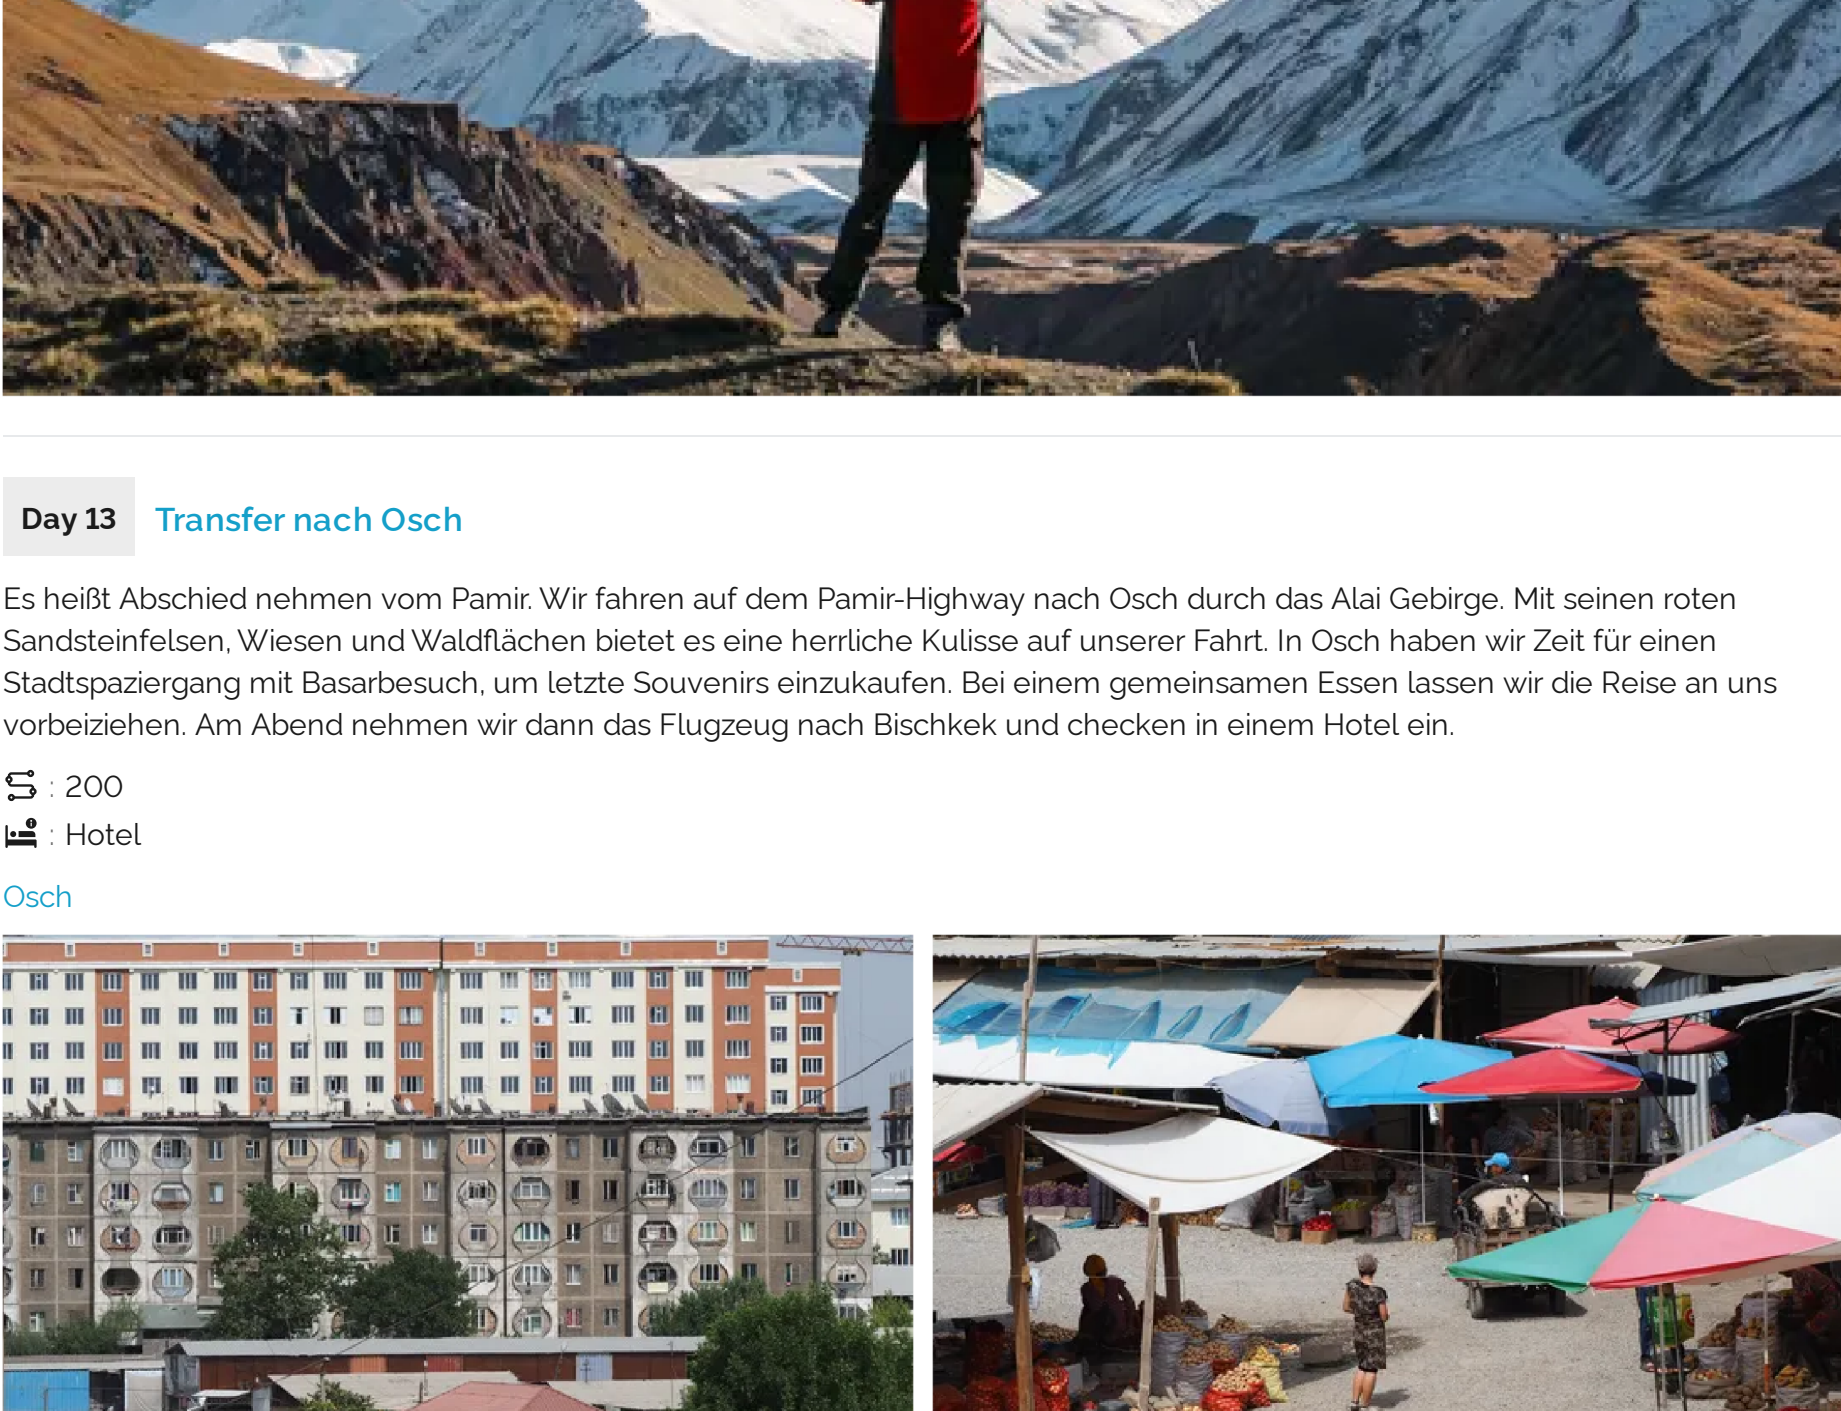 Day 13
Transfer nach Osch
Es heißt Abschied nehmen vom Pamir. Wir fahren auf dem Pamir-Highway nach Osch durch das Alai Gebirge. Mit seinen roten
Sandsteinfelsen, Wiesen und Waldflächen bietet es eine herrliche Kulisse auf unserer Fahrt. In Osch haben wir Zeit für einen
Stadtspaziergang mit Basarbesuch, um letzte Souvenirs einzukaufen. Bei einem gemeinsamen Essen lassen wir die Reise an uns
vorbeiziehen. Am Abend nehmen wir dann das Flugzeug nach Bischkek und checken in einem Hotel ein.
: 200
: Hotel
Osch